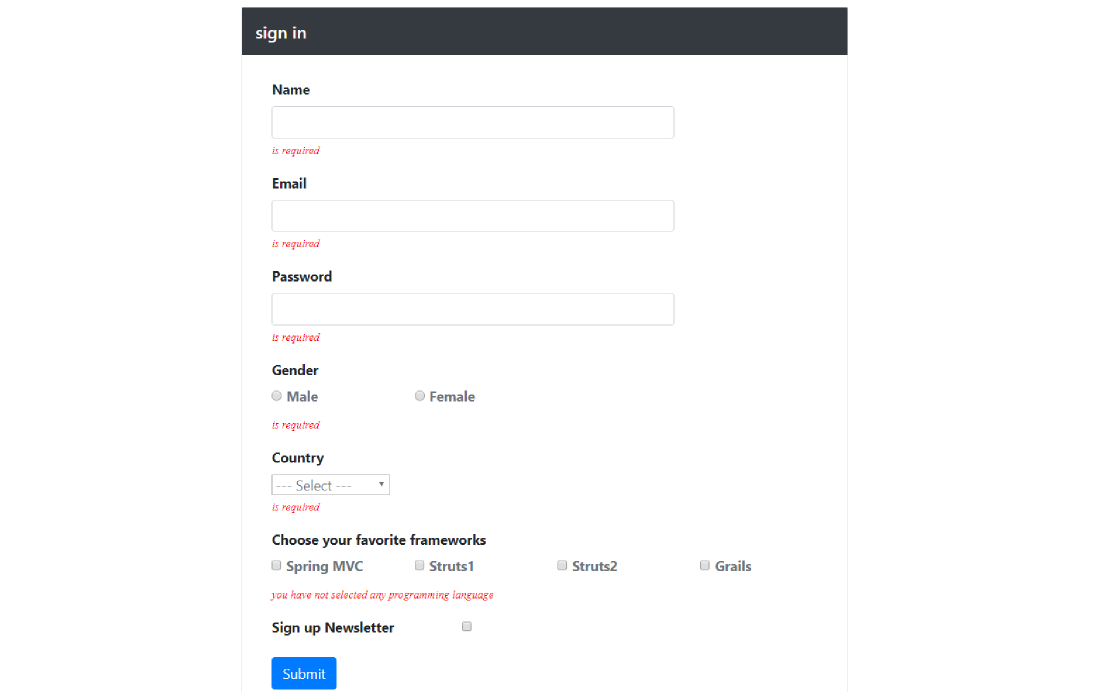 sign in
Name
is required
Email
is required
Password
is required
Gender
Male Female
is required
Country
--- Select ---
is required
Choose your favorite frameworks
Spring MVC Struts1 Struts2 Grails
you have not selected any programming language
Sign up Newsletter
Submit